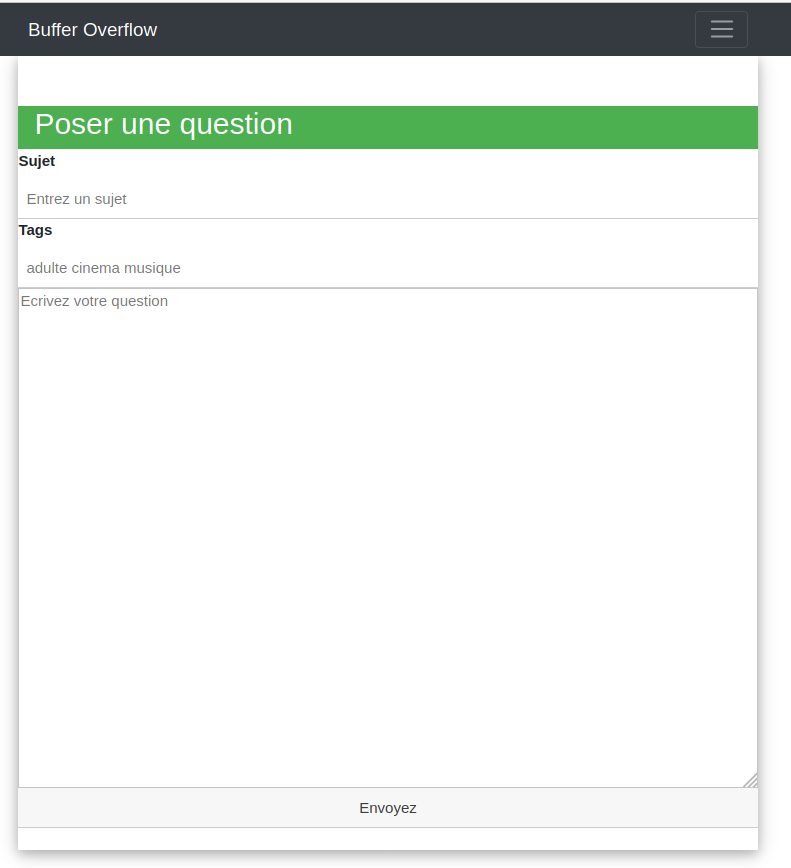 Buffer Overflow
Poser une question
Sujet
Entrez un sujet
Tags
adulte cinema musique
Ecrivez votre question
Envoyez